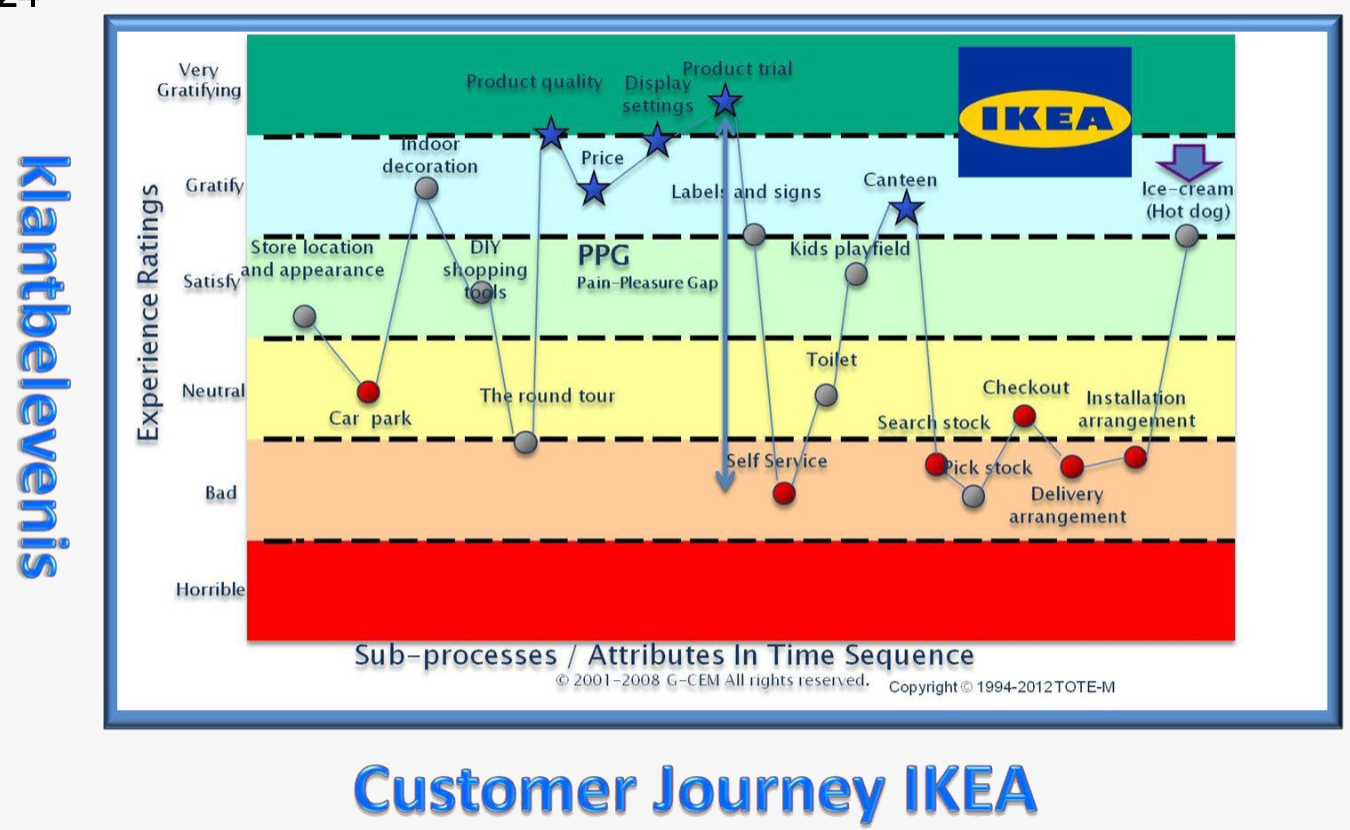 24
klantbelevenis
Experience Ratings
Very
Gratifying
Gratify
Satisfy
Neutral
Bad
Horrible
Store location
and appearance
Car park
Indoor
decoration
DIY
shopping
tools
The round tour
Product quality
Price
Display
settings
Product trial
PPG
Pain-Pleasure Gap
Labels and signs
Self Service
Toilet
Kids playfield
Canteen
Search stock
Pick stock
Checkout
Delivery
arrangement
Installation
arrangement
IKEA
Ice-cream
(Hot dog)
Sub-processes / Attributes In Time Sequence
© 2001-2008 G-CEM All rights reserved.
Copyright © 1994-2012 TOTE-M
Customer Journey IKEA